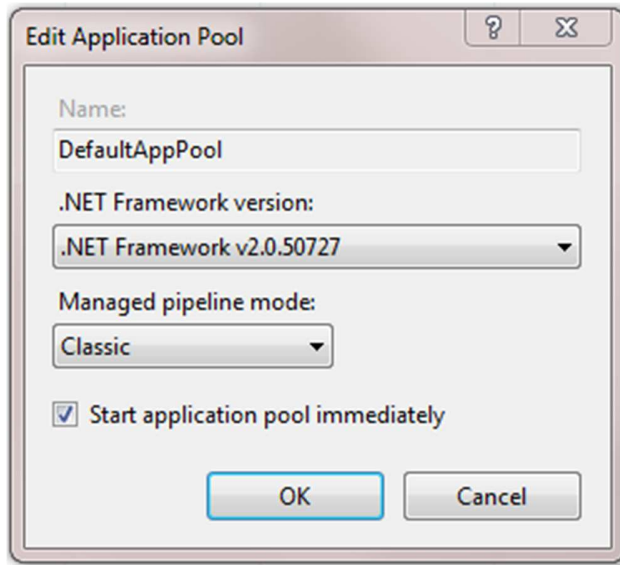 Edit Application Pool
Name:
DefaultAppPool
.NET Framework version:
.NET Framework v2.0.50727
Managed pipeline mode:
Classic
Start application pool immediately
OK
Cancel